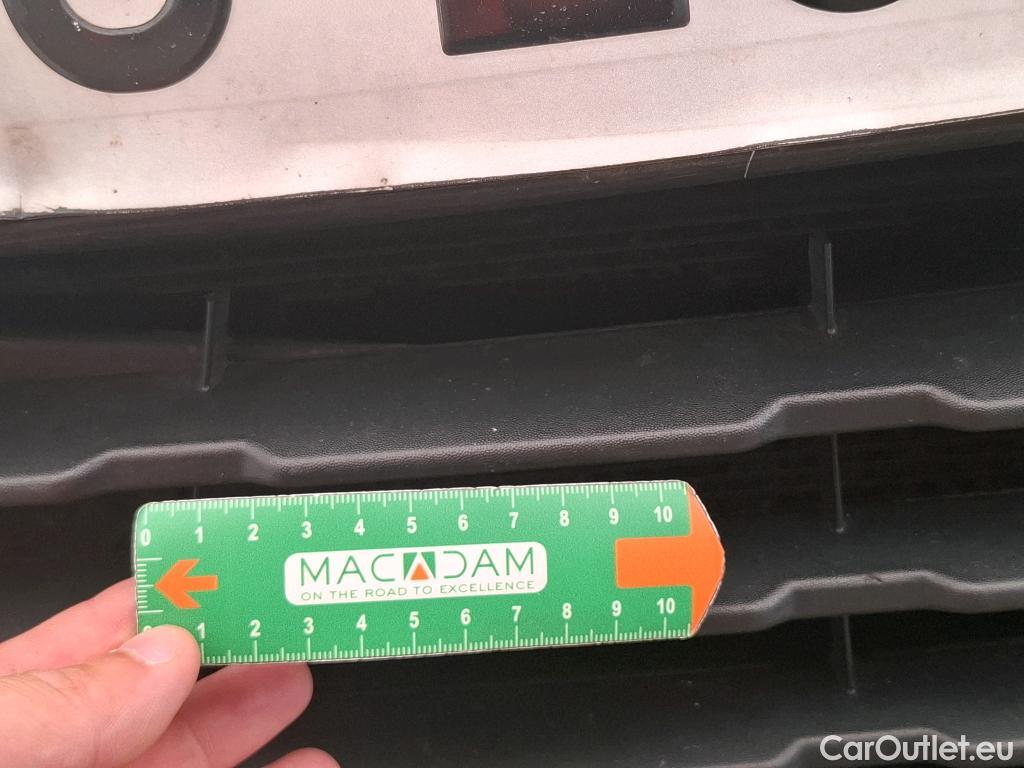 0 1 2 3 4 5 6 7 8 9 10
MACADAM
ON THE ROAD TO EXCELLENCE
1 2 3 4 5 6 7 8 9 10
CarOutlet.eu